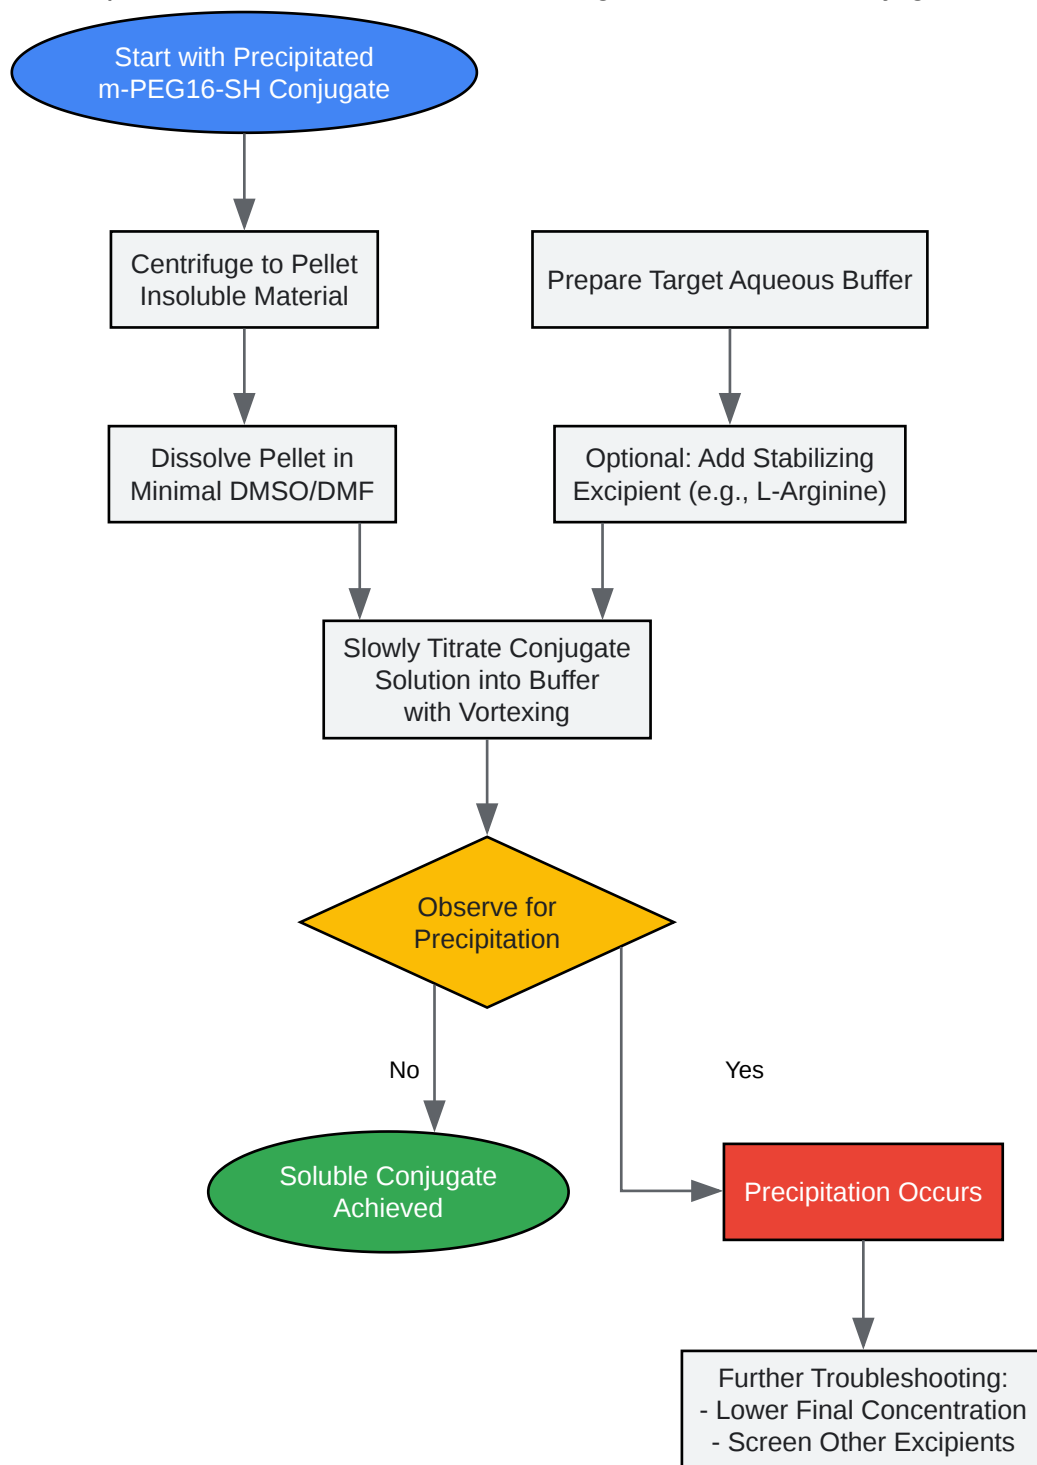 Start with Precipitated
m-PEG16-SH Conjugate
Centrifuge to Pellet
Insoluble Material
Prepare Target Aqueous Buffer
Dissolve Pellet in
Minimal DMSO/DMF
Optional: Add Stabilizing
Excipient (e.g., L-Arginine)
Slowly Titrate Conjugate
Solution into Buffer
with Vortexing
Observe for
Precipitation
No
Yes
Soluble Conjugate
Achieved
Precipitation Occurs
Further Troubleshooting:
- Lower Final Concentration
- Screen Other Excipients